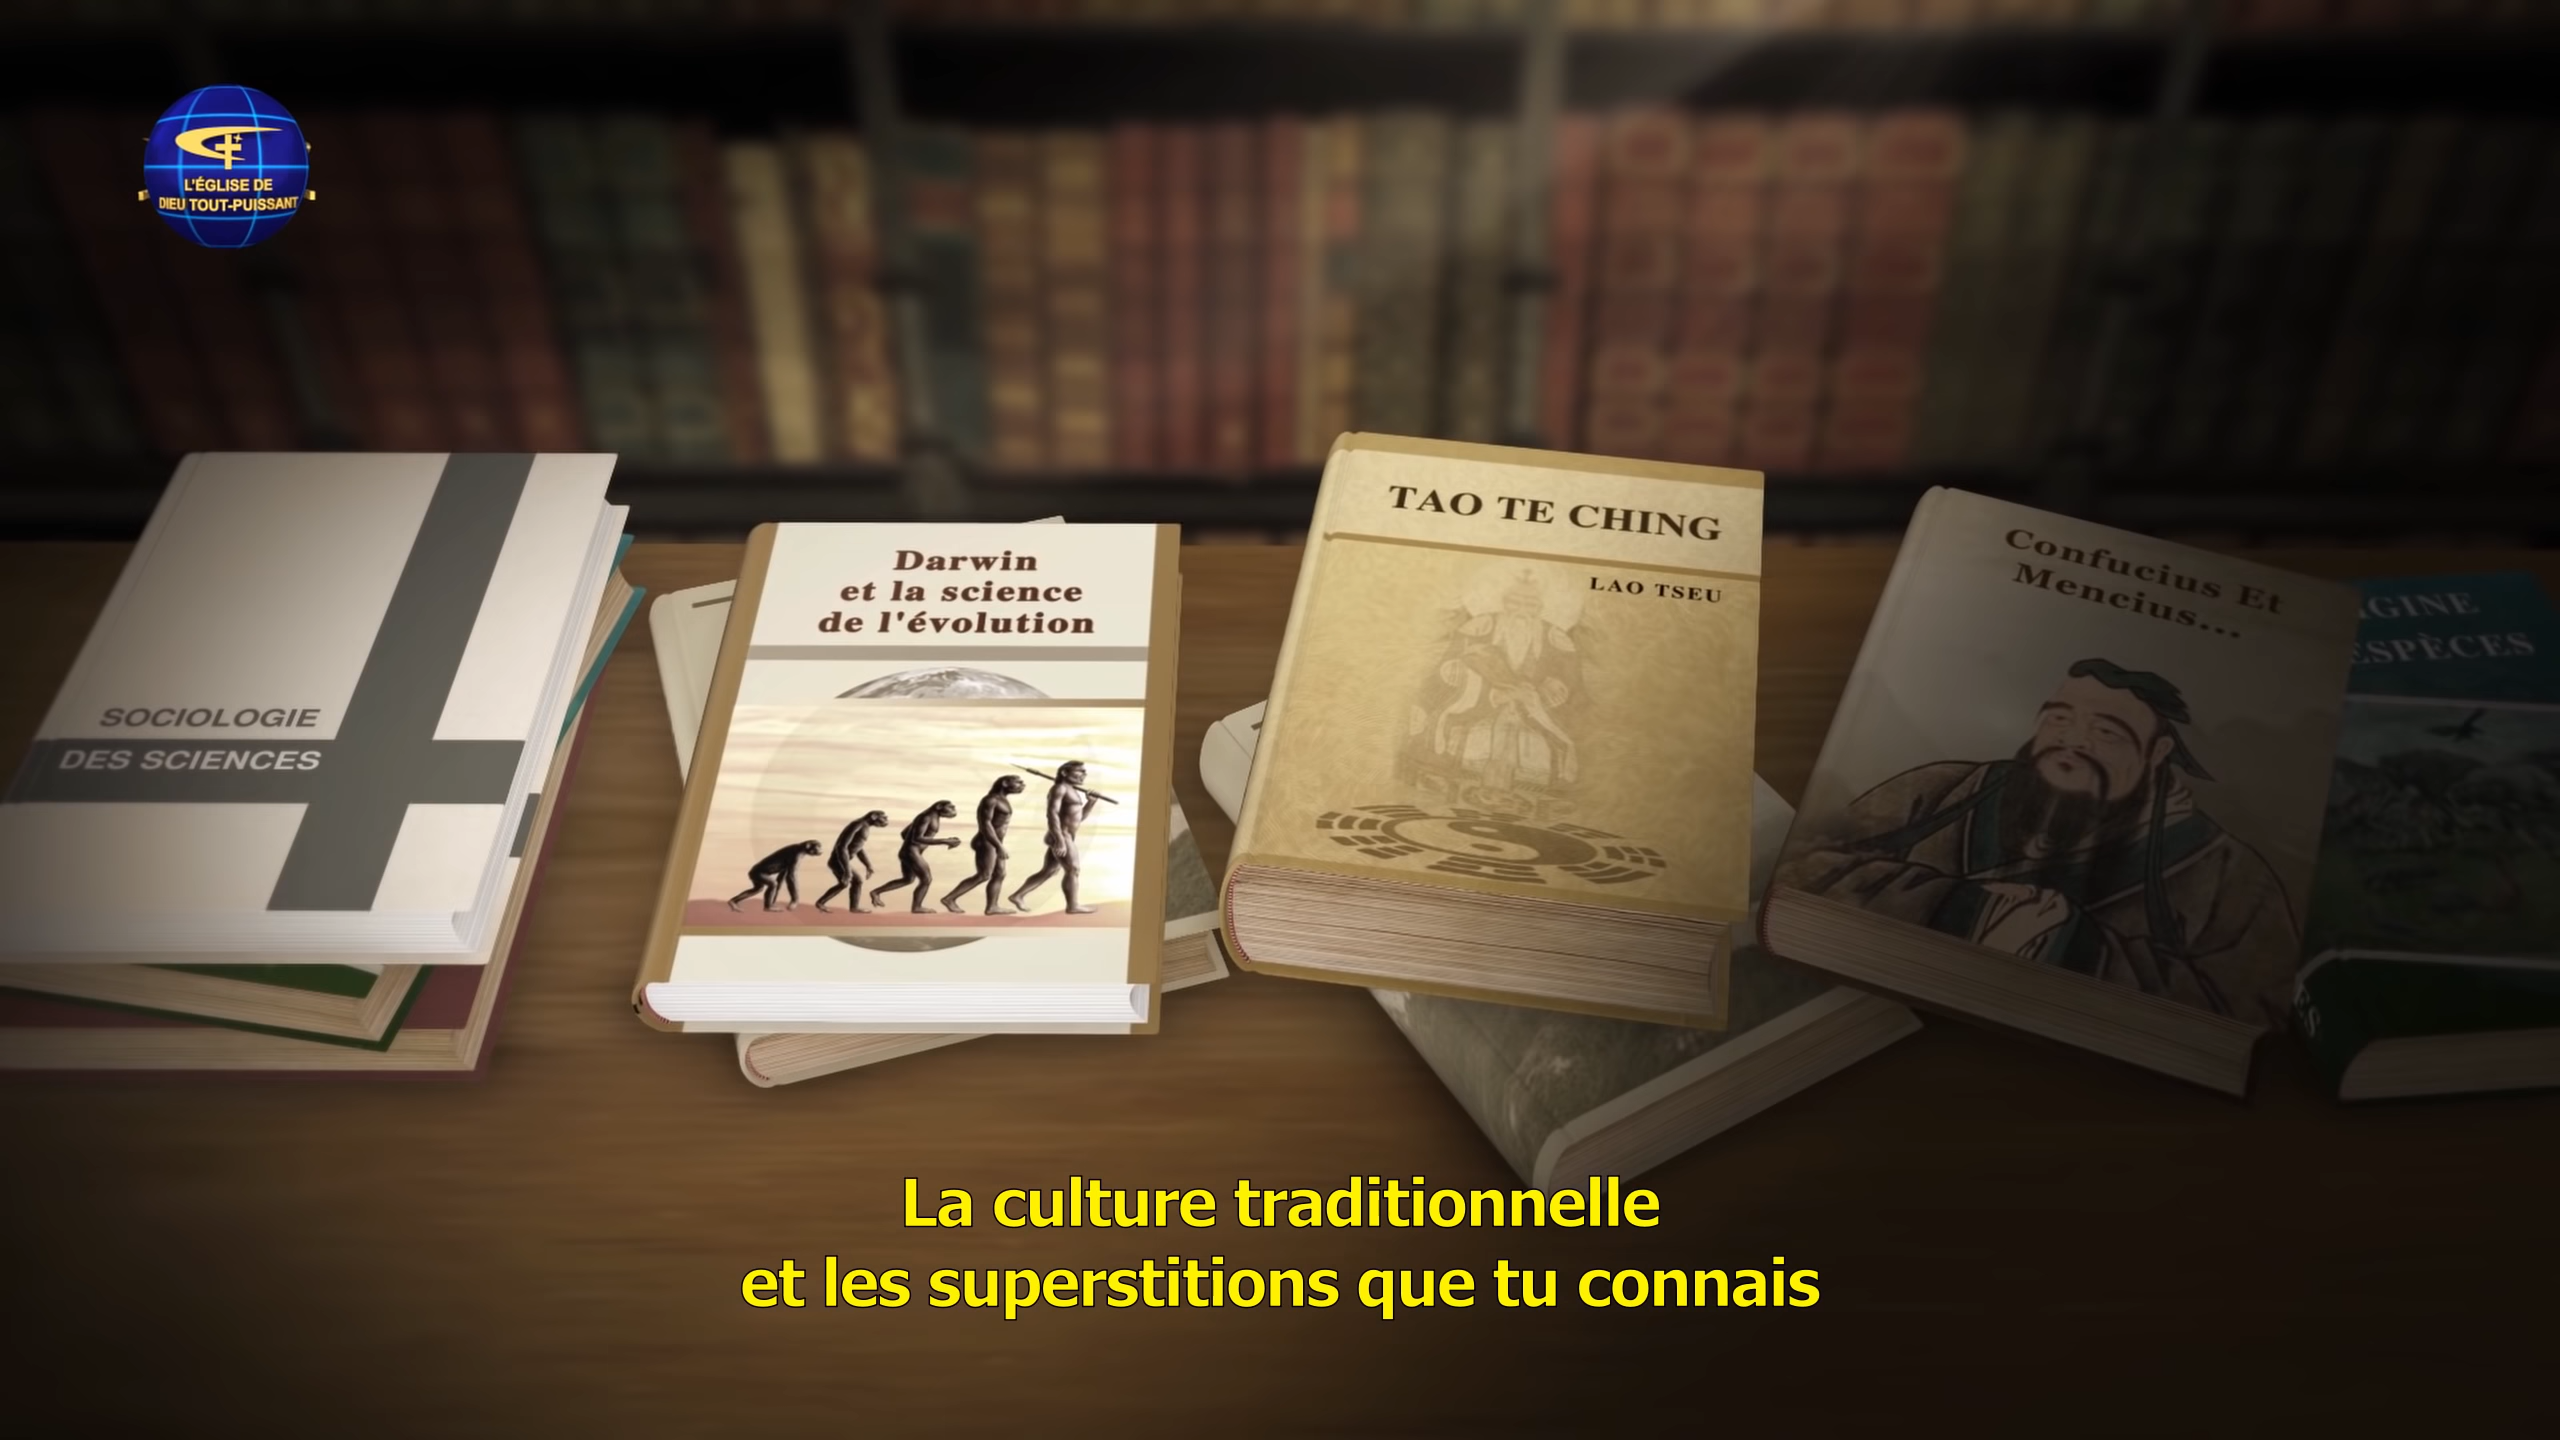 L'ÉGLISE DE
DIEU TOUT-PUISSANT
SOCIOLOGIE
DES SCIENCES
Darwin
et la science
de l'évolution
TAO TE CHING
LAO TSEU
Confucius Et
Mencius...
La culture traditionnelle
et les superstitions que tu connais